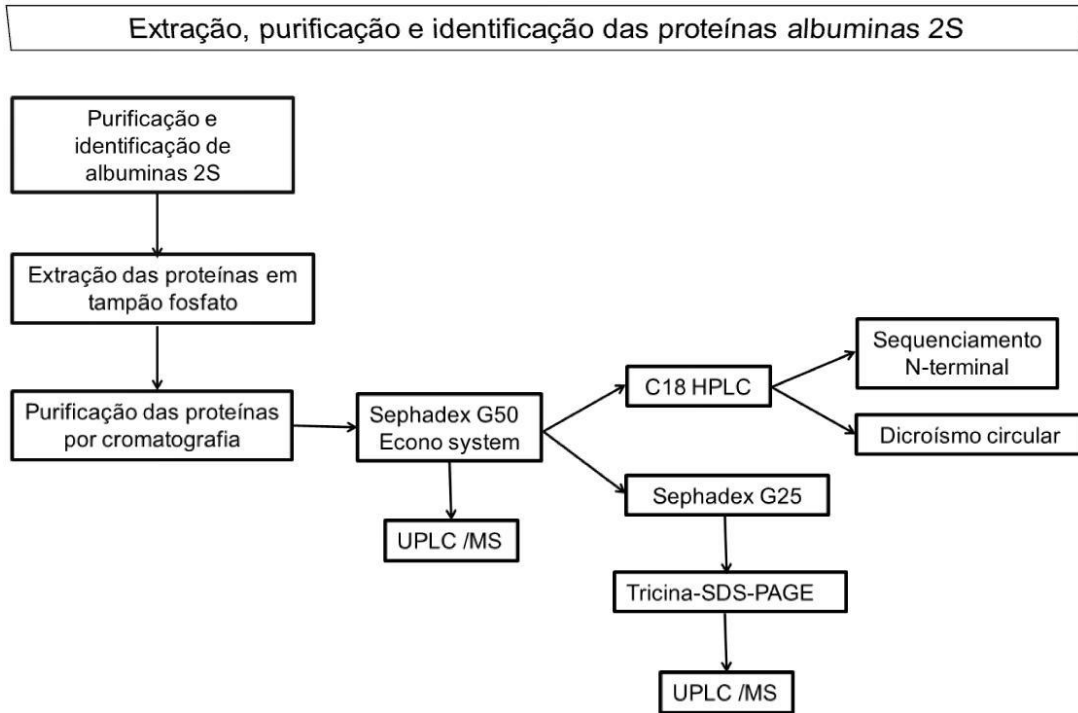 Extração, purificação e identificação das proteínas albuminas 2S
Purificação e
identificação de
albuminas 2S
Extração das proteínas em
tampão fosfato
Purificação das proteínas
por cromatografia
Sephadex G50
Econo system
UPLC /MS
C18 HPLC
Sequenciamento
N-terminal
Dicroísmo circular
Sephadex G25
Tricina-SDS-PAGE
UPLC /MS